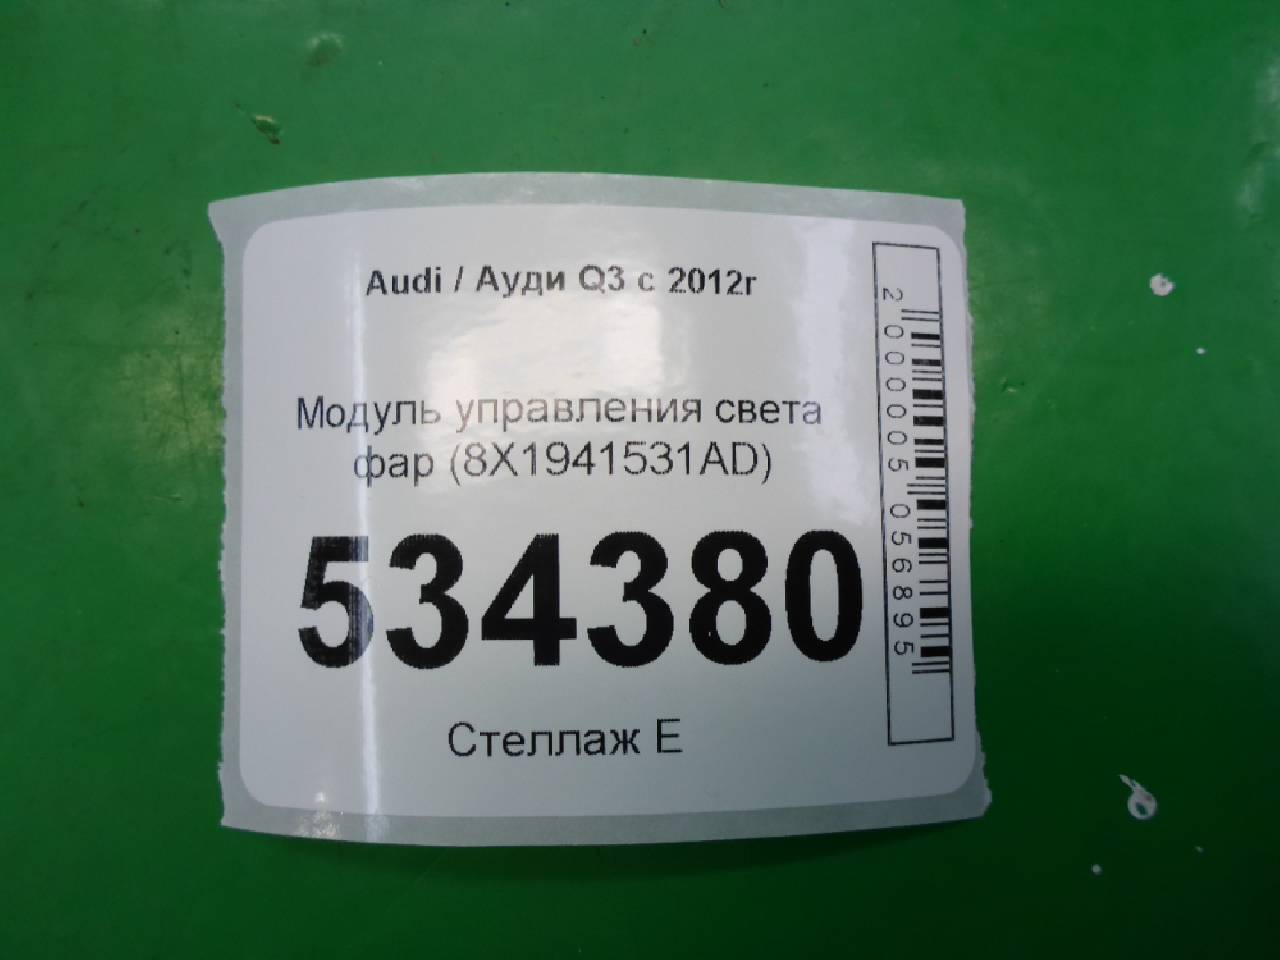 Audi / Ауди Q3 с 2012г
Модуль управления света
фар (8X1941531AD)
534380
Стеллаж Е
2000005056895